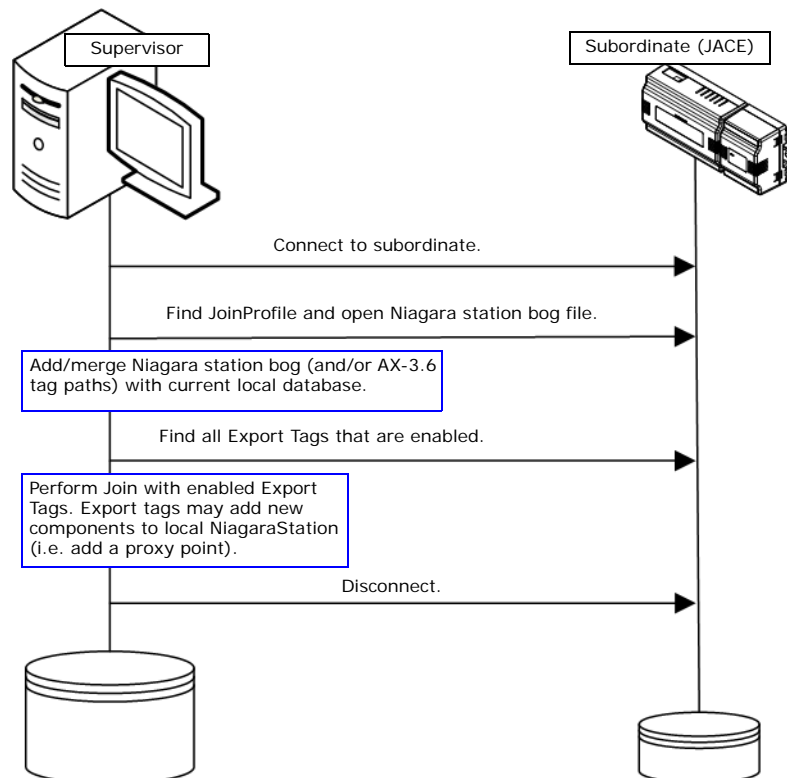 Supervisor
Subordinate (JACE)
Connect to subordinate.
Find JoinProfile and open Niagara station bog file.
Add/merge Niagara station bog (and/or AX-3.6
tag paths) with current local database.
Find all Export Tags that are enabled.
Perform Join with enabled Export
Tags. Export tags may add new
components to local NiagaraStation
(i.e. add a proxy point).
Disconnect.